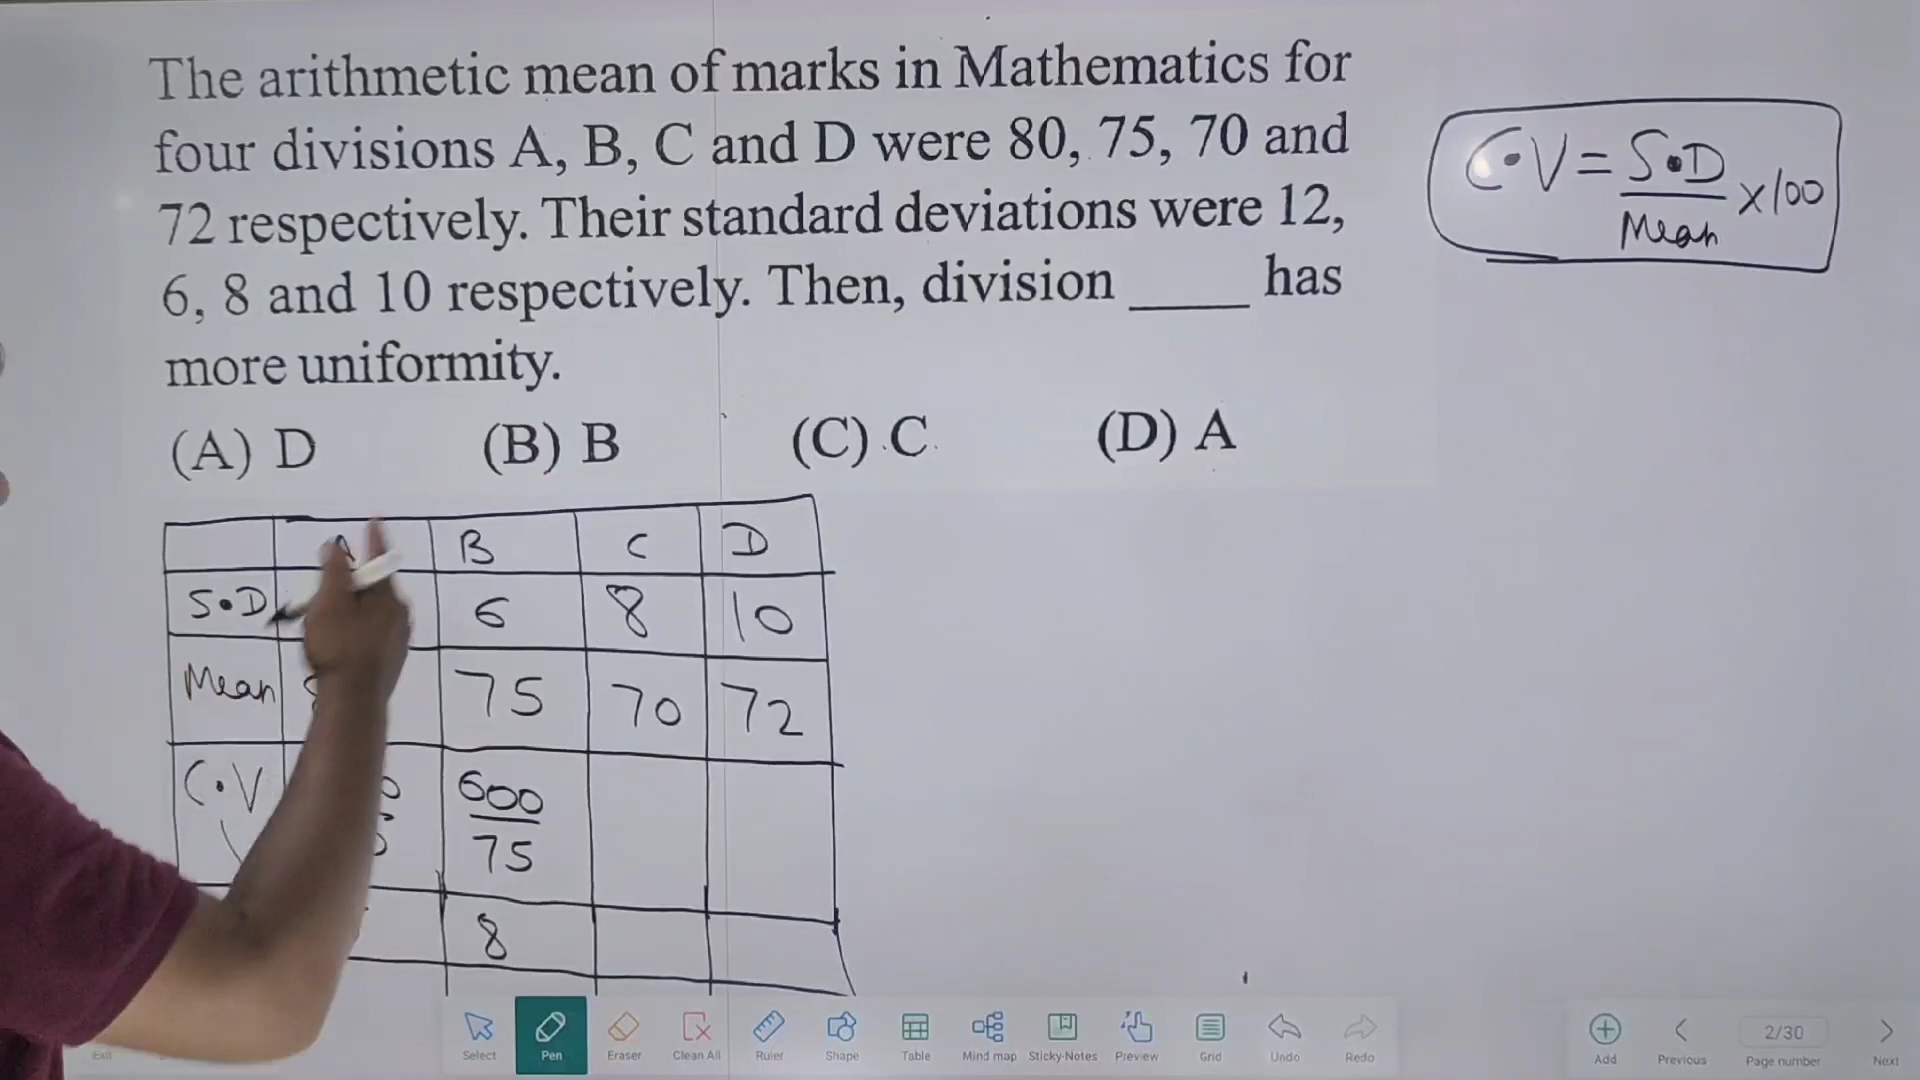 The arithmetic mean of marks in Mathematics for
four divisions A, B, C and D were 80, 75, 70 and
72 respectively. Their standard deviations were 12,
6, 8 and 10 respectively. Then, division ____ has
more uniformity.
(A) D (B) B (C) C (D) A
C.V = S.D / Mean × 100
A B C D
S.D 6 8 10
Mean 75 70 72
C.V 600 / 75
8
Select Pen Eraser Clean All Ruler Shape Table Mind map Sticky-Notes Preview Grid Undo Redo
Add Previous 2/30 Page number Next